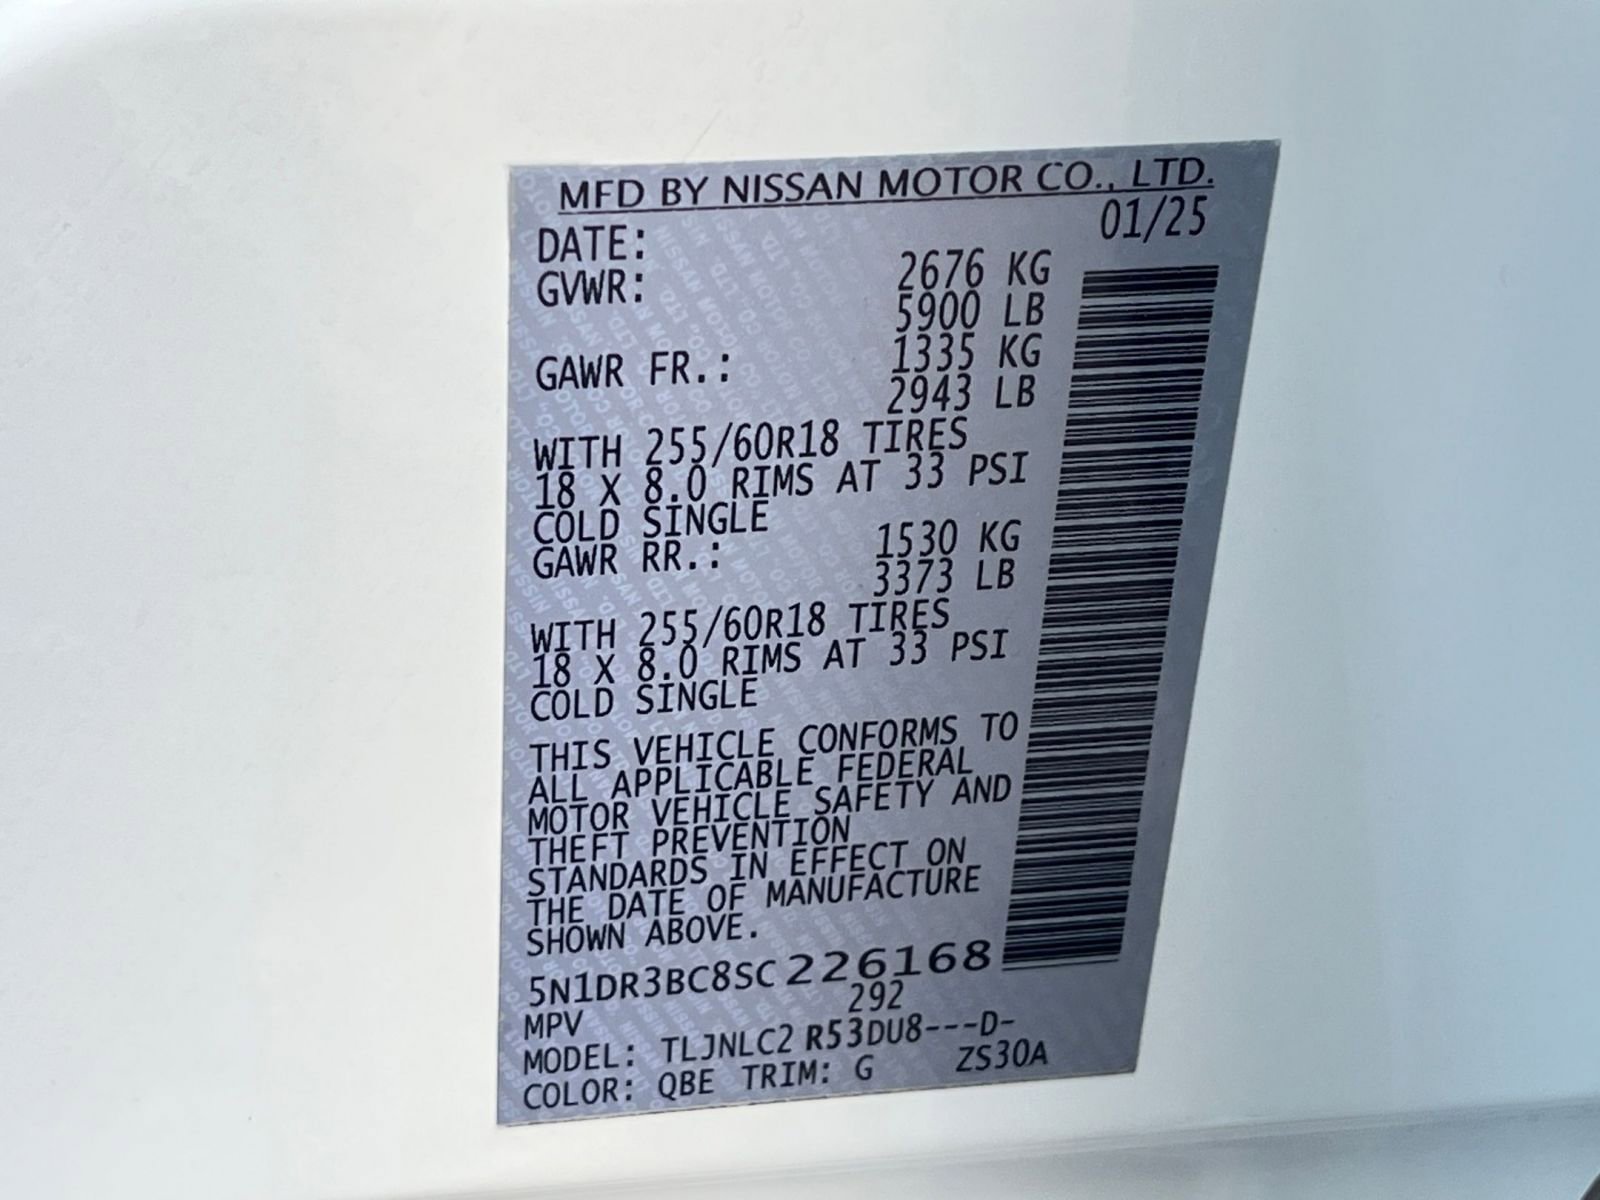 MFD BY NISSAN MOTOR CO., LTD.
DATE: 01/25
GVWR: 2676 KG
5900 LB
GAWR FR.: 1335 KG
2943 LB
WITH 255/60R18 TIRES
18 X 8.0 RIMS AT 33 PSI
COLD SINGLE
GAWR RR.: 1530 KG
3373 LB
WITH 255/60R18 TIRES
18 X 8.0 RIMS AT 33 PSI
COLD SINGLE
THIS VEHICLE CONFORMS TO
ALL APPLICABLE FEDERAL
MOTOR VEHICLE SAFETY AND
THEFT PREVENTION
STANDARDS IN EFFECT ON
THE DATE OF MANUFACTURE
SHOWN ABOVE.
5N1DR3BC8SC226168
MPV 292
MODEL: TLJNLC2 R53DU8---D-
COLOR: QBE TRIM: G ZS30A